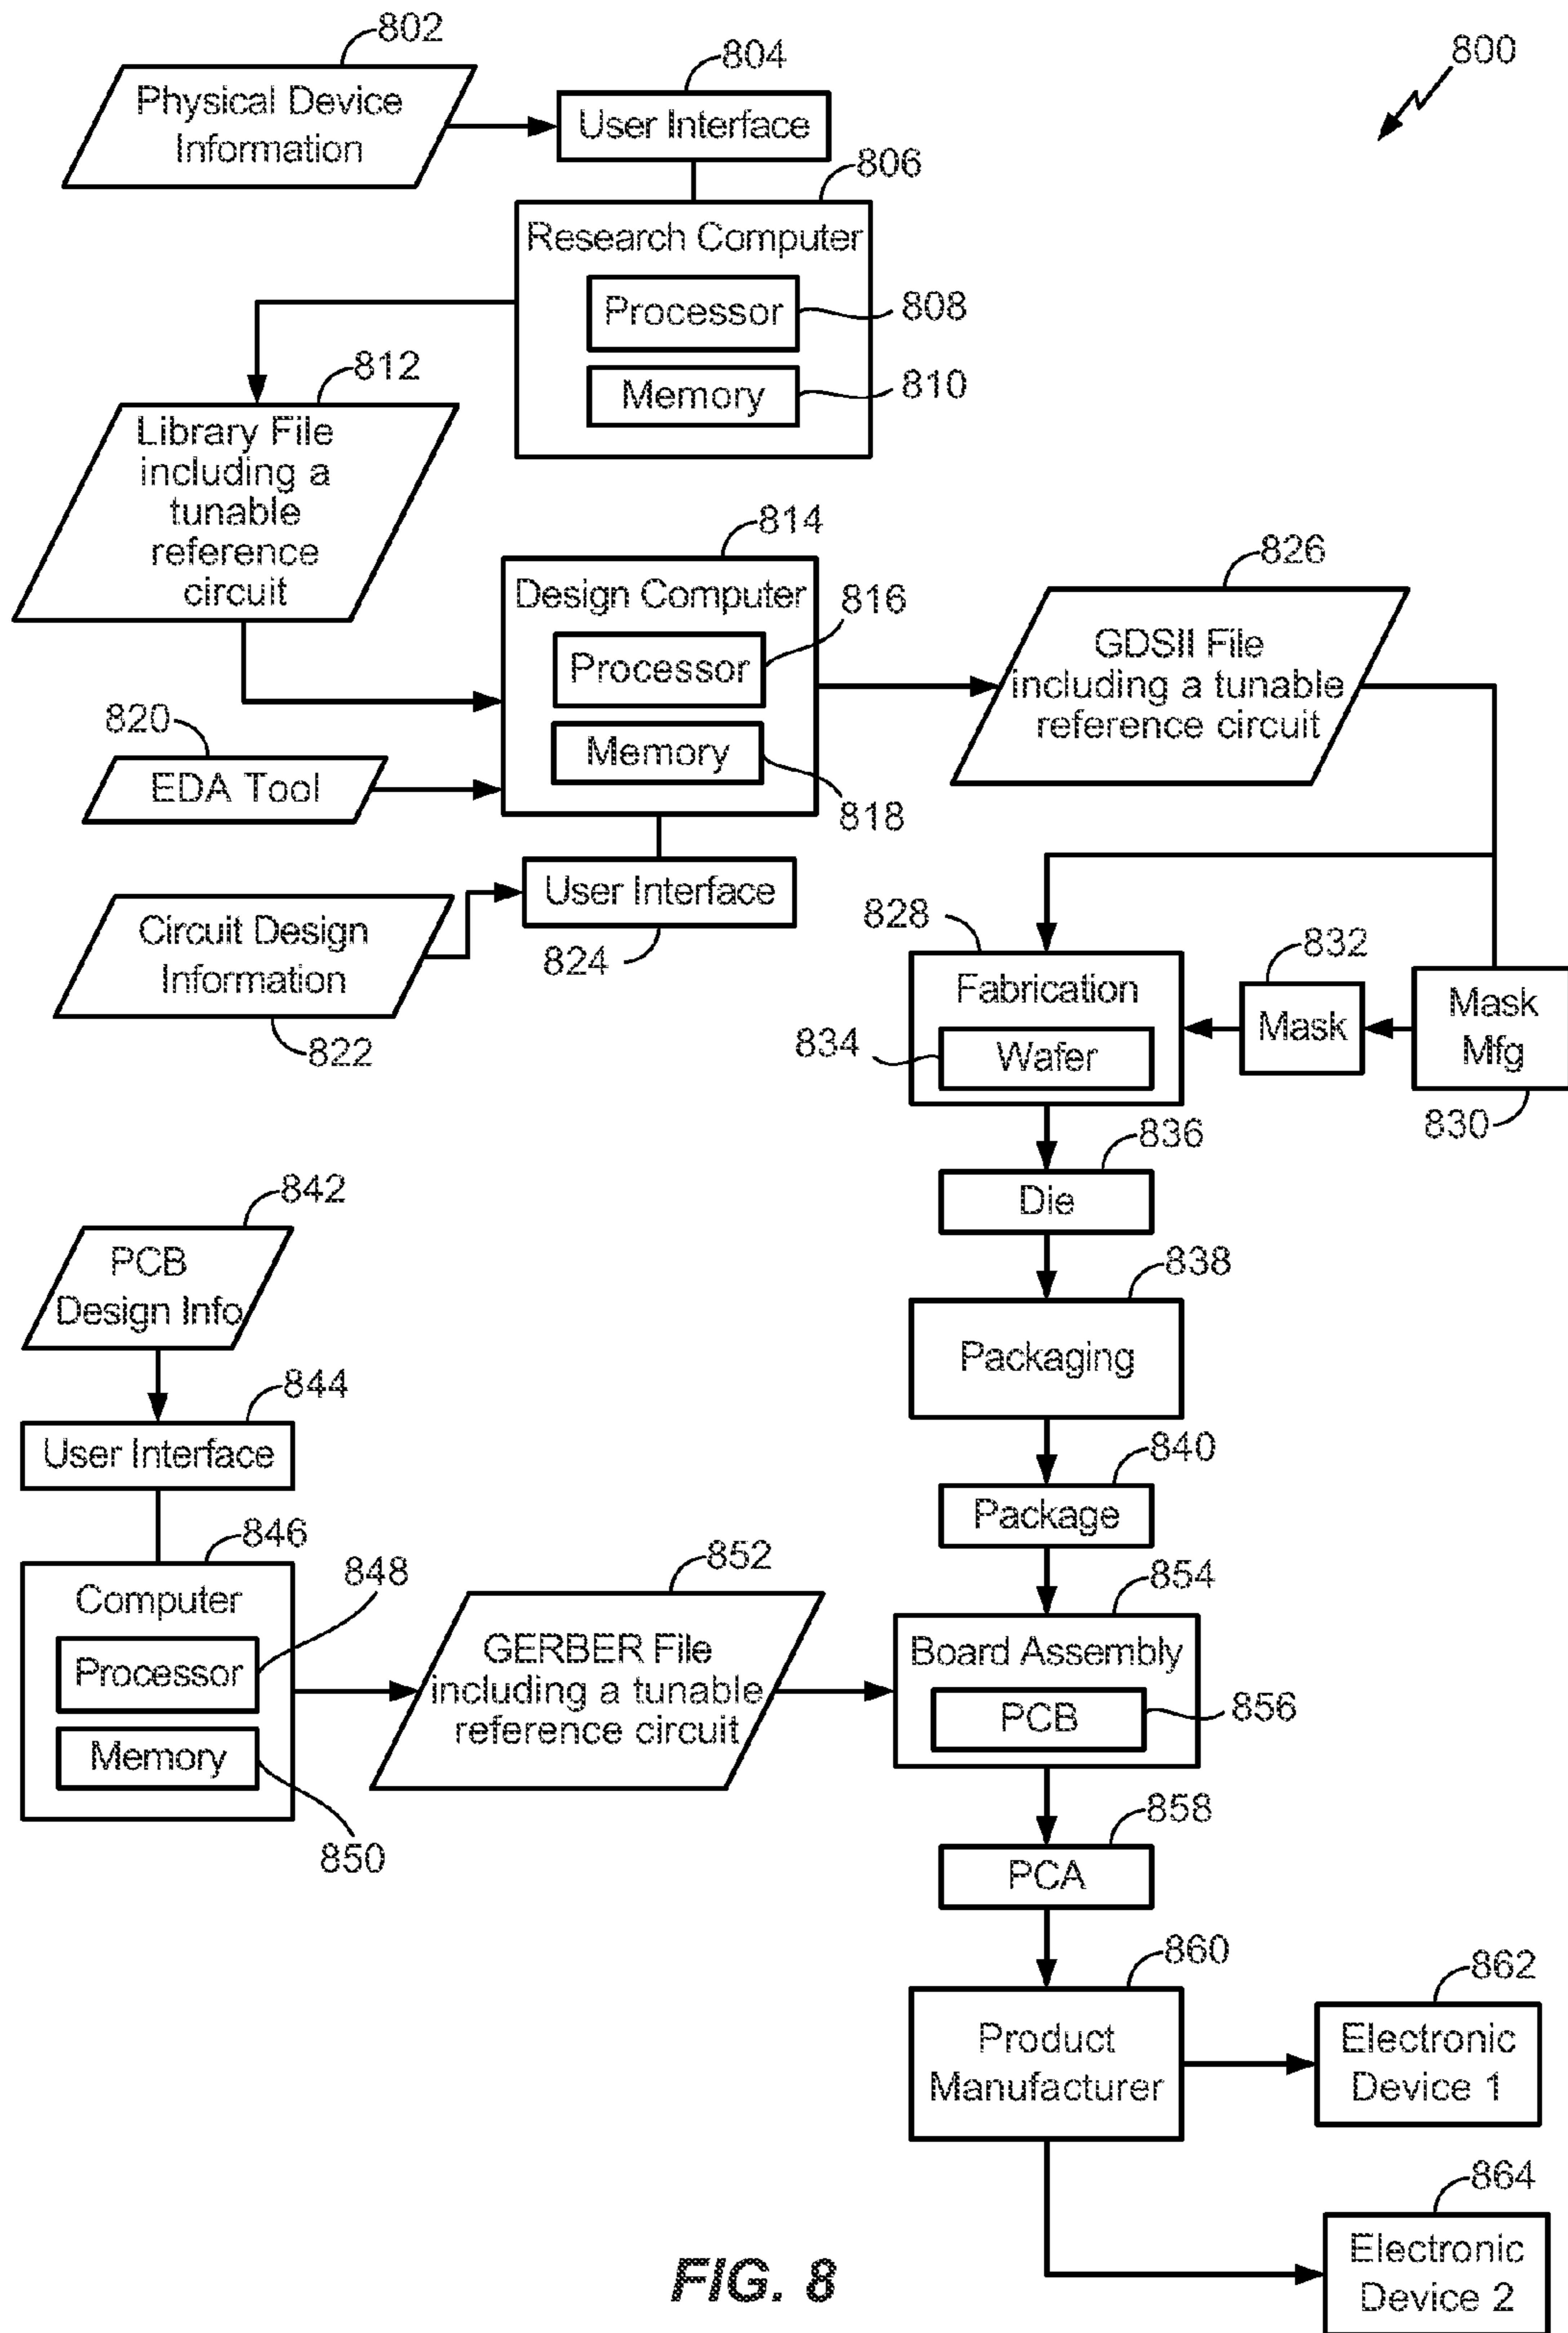 802
Physical Device
Information
804
User Interface
800
806
Research Computer
Processor
808
Memory
810
812
Library File
including a
tunable
reference
circuit
814
Design Computer
Processor
816
Memory
818
820
EDA Tool
Circuit Design
Information
822
User Interface
824
826
GDSII File
including a tunable
reference circuit
828
Fabrication
834
Wafer
832
Mask
Mask
Mfg
830
836
Die
838
Packaging
840
Package
842
PCB
Design Info
844
User Interface
846
Computer
848
Processor
Memory
850
852
GERBER File
including a tunable
reference circuit
854
Board Assembly
PCB
856
858
PCA
860
Product
Manufacturer
862
Electronic
Device 1
864
Electronic
Device 2
FIG. 8